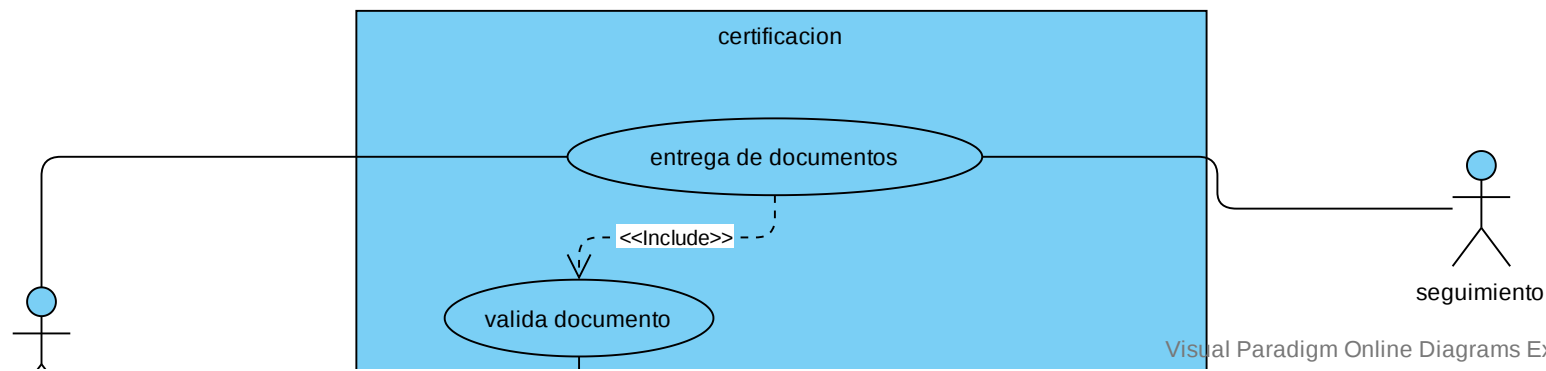 certificacion
entrega de documentos
<<Include>>
valida documento
seguimiento
Visual Paradigm Online Diagrams